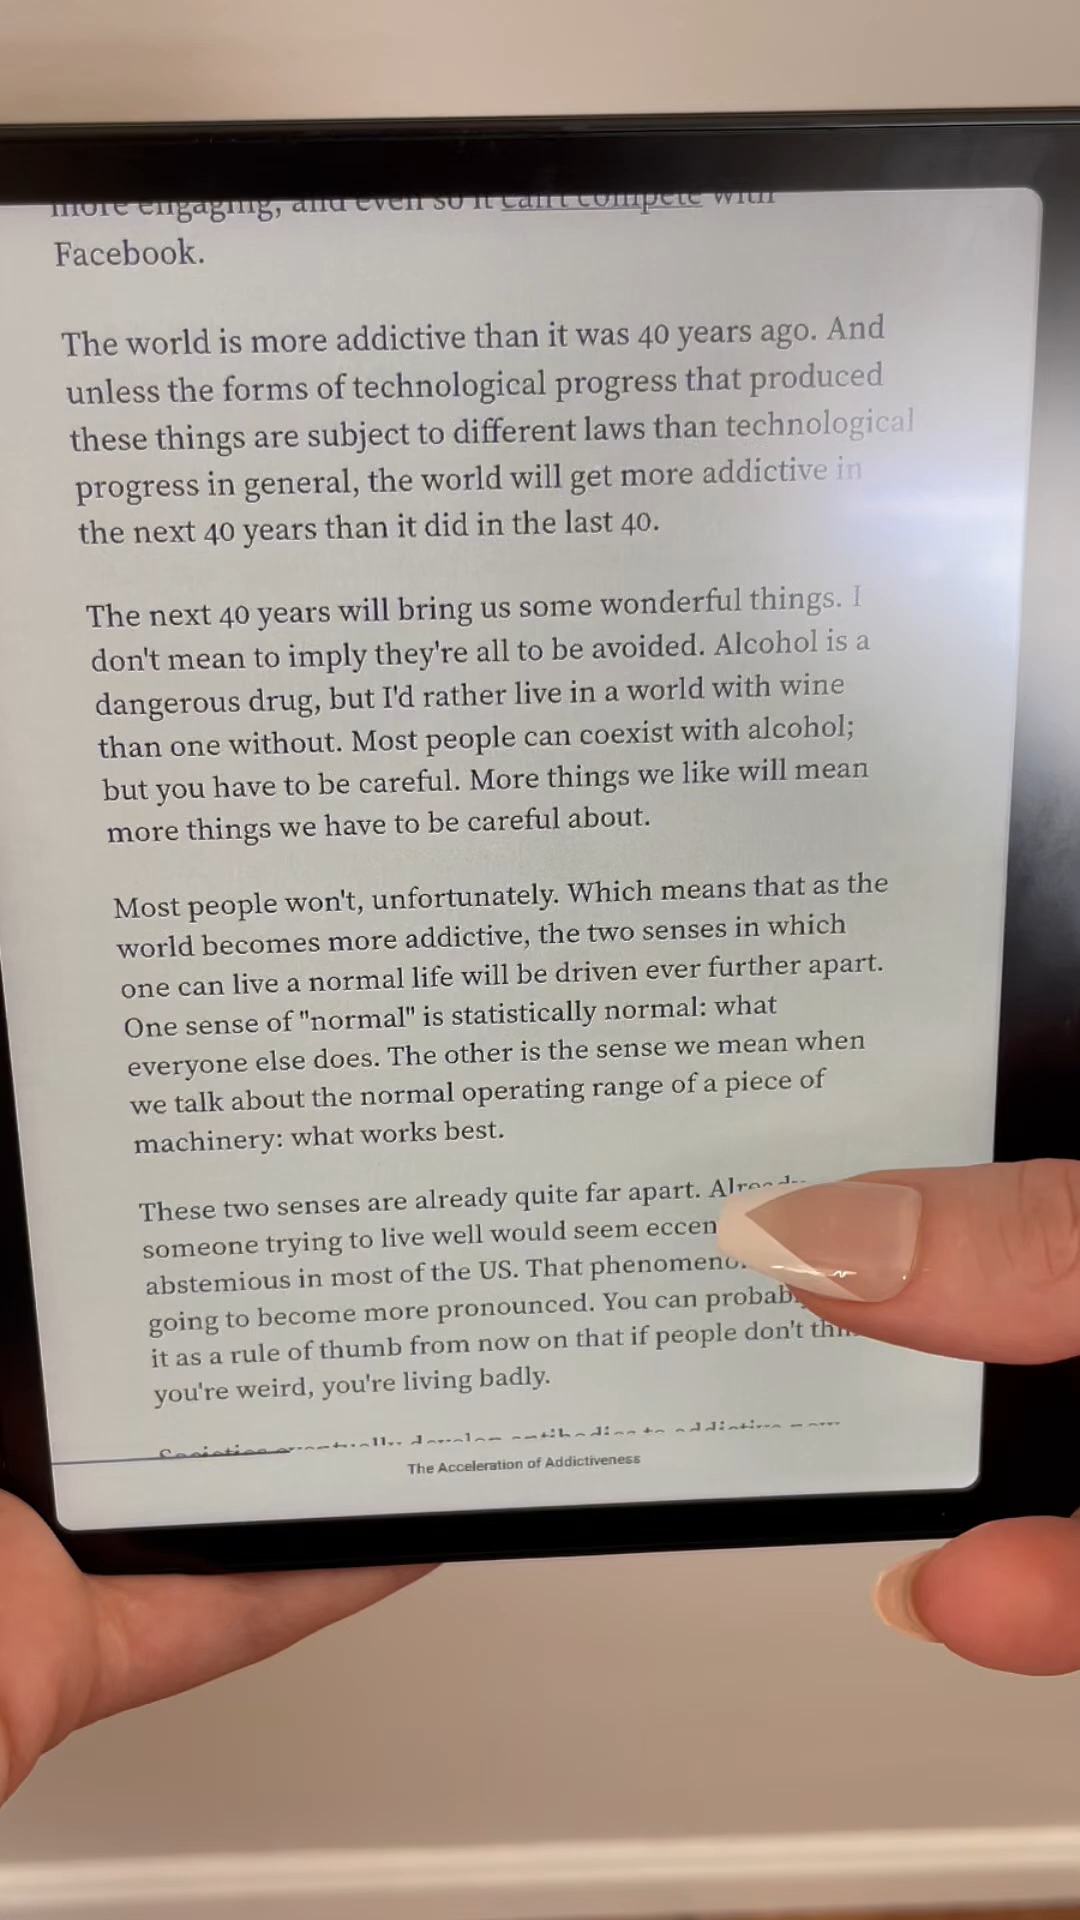 more engaging, and even so it can't compete with
Facebook.
The world is more addictive than it was 40 years ago. And
unless the forms of technological progress that produced
these things are subject to different laws than technological
progress in general, the world will get more addictive in
the next 40 years than it did in the last 40.
The next 40 years will bring us some wonderful things. I
don't mean to imply they're all to be avoided. Alcohol is a
dangerous drug, but I'd rather live in a world with wine
than one without. Most people can coexist with alcohol;
but you have to be careful. More things we like will mean
more things we have to be careful about.
Most people won't, unfortunately. Which means that as the
world becomes more addictive, the two senses in which
one can live a normal life will be driven ever further apart.
One sense of "normal" is statistically normal: what
everyone else does. The other is the sense we mean when
we talk about the normal operating range of a piece of
machinery: what works best.
These two senses are already quite far apart.
someone trying to live well would seem
abstemious in most of the US. That
going to become more pronounced. You can
it as a rule of thumb from now on that if people don't
you're weird, you're living badly.
The Acceleration of Addictiveness